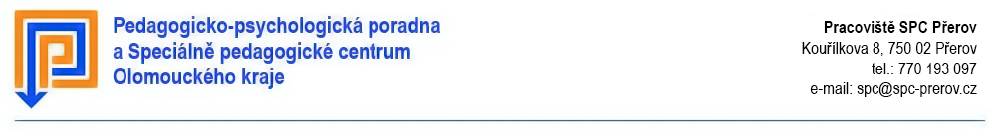 Pedagogicko-psychologická poradna
a Speciálně pedagogické centrum
Olomouckého kraje
Pracoviště SPC Přerov
Kouřílkova 8, 750 02 Přerov
tel.: 770 193 097
e-mail: spc@spc-prerov.cz